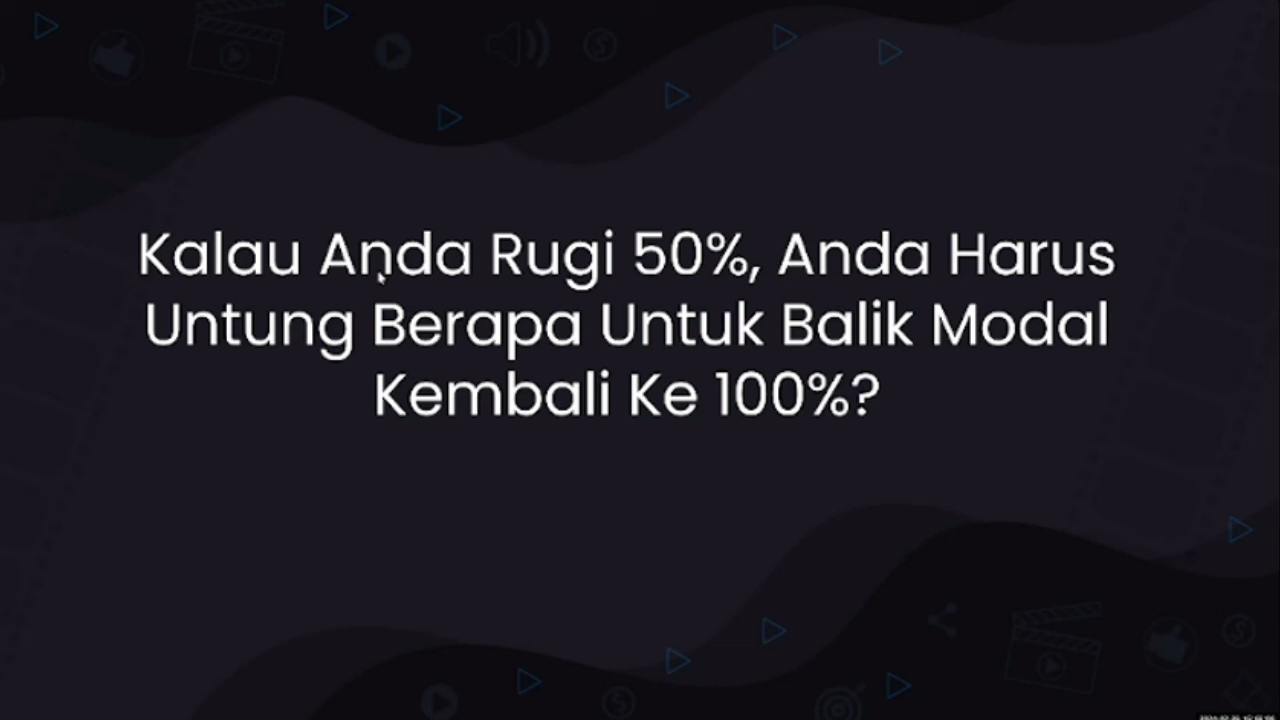 Kalau Anda Rugi 50%, Anda Harus
Untung Berapa Untuk Balik Modal
Kembali Ke 100%?